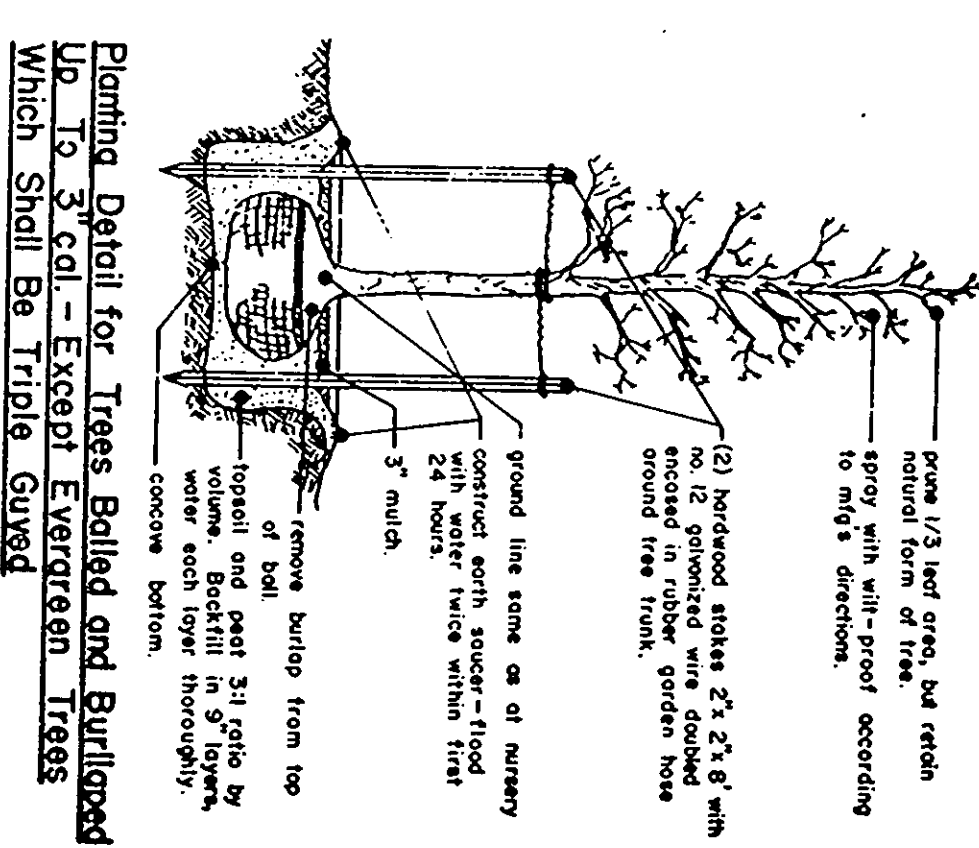 prune 1/3 leaf area, but retain
natural form of tree.
spray with wilt-proof according
to mfg's directions.
(2) hardwood stakes 2"x 2"x 8' with
no. 12 galvanized wire doubled
encased in rubber garden hose
around tree trunk.
ground line same as at nursery
construct earth saucer-flood
with water twice within first
24 hours.
3" mulch.
remove burlap from top
of ball.
topsoil and peat 3:1 ratio by
volume. Backfill in 9" layers,
water each layer thoroughly.
concave bottom.
Planting Detail for Trees Balled and Burllaped
Up To 3" cal. - Except Evergreen Trees
Which Shall Be Triple Guyed